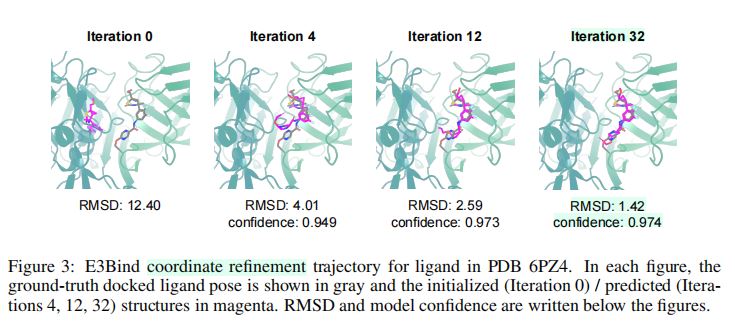 Iteration 0 Iteration 4 Iteration 12 Iteration 32
RMSD: 12.40 RMSD: 4.01 RMSD: 2.59 RMSD: 1.42
confidence: 0.949 confidence: 0.973 confidence: 0.974
Figure 3: E3Bind coordinate refinement trajectory for ligand in PDB 6PZ4. In each figure, the
ground-truth docked ligand pose is shown in gray and the initialized (Iteration 0) / predicted (Itera-
tions 4, 12, 32) structures in magenta. RMSD and model confidence are written below the figures.